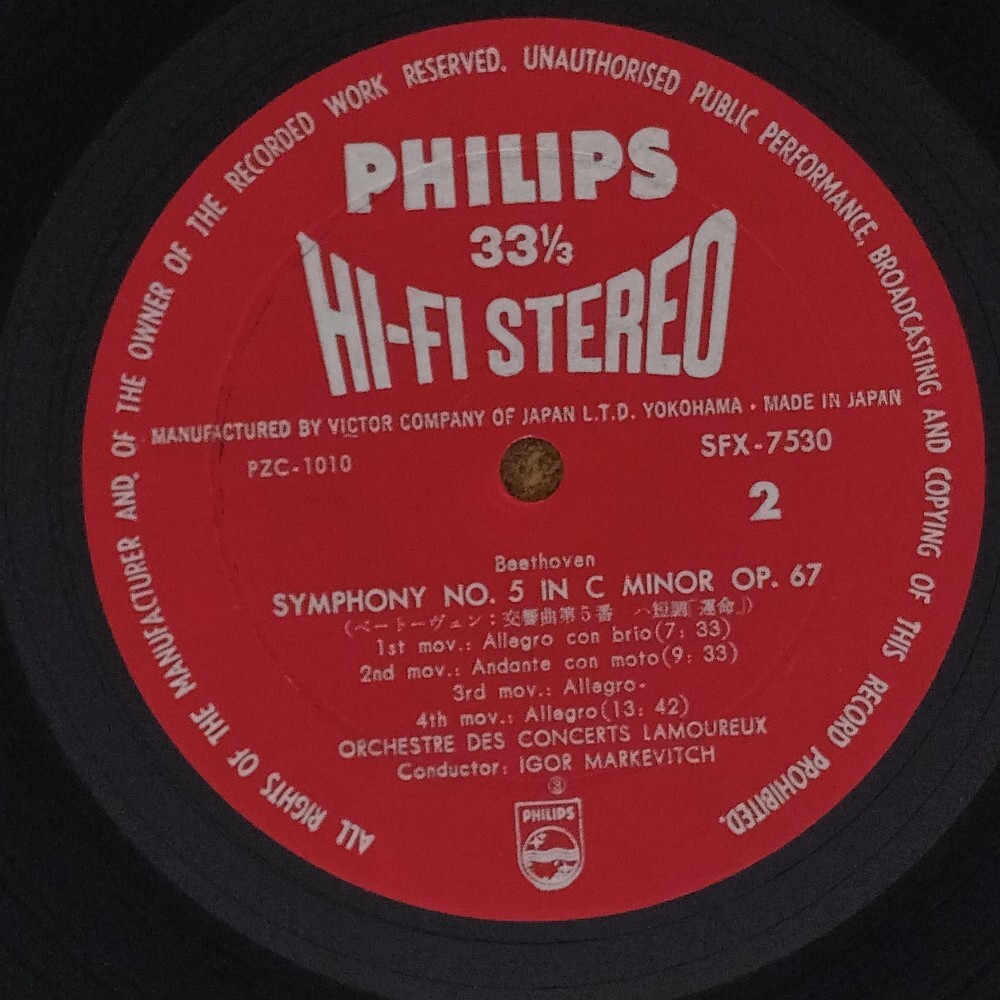 ALL RIGHTS OF THE MANUFACTURER AND, OF THE OWNER OF THE RECORDED WORK RESERVED. UNAUTHORISED PUBLIC PERFORMANCE, BROADCASTING AND COPYING OF THIS RECORD PROHIBITED.
PHILIPS
33⅓
HI-FI STEREO
MANUFACTURED BY VICTOR COMPANY OF JAPAN L.T.D. YOKOHAMA • MADE IN JAPAN
PZC-1010
SFX-7530
2
Beethoven
SYMPHONY NO. 5 IN C MINOR OP. 67
(ベートーヴェン：交響曲第５番 ハ短調「運命」)
1st mov.: Allegro con brio(7: 33)
2nd mov.: Andante con moto(9: 33)
3rd mov.: Allegro-
4th mov.: Allegro(13: 42)
ORCHESTRE DES CONCERTS LAMOUREUX
Conductor: IGOR MARKEVITCH
PHILIPS